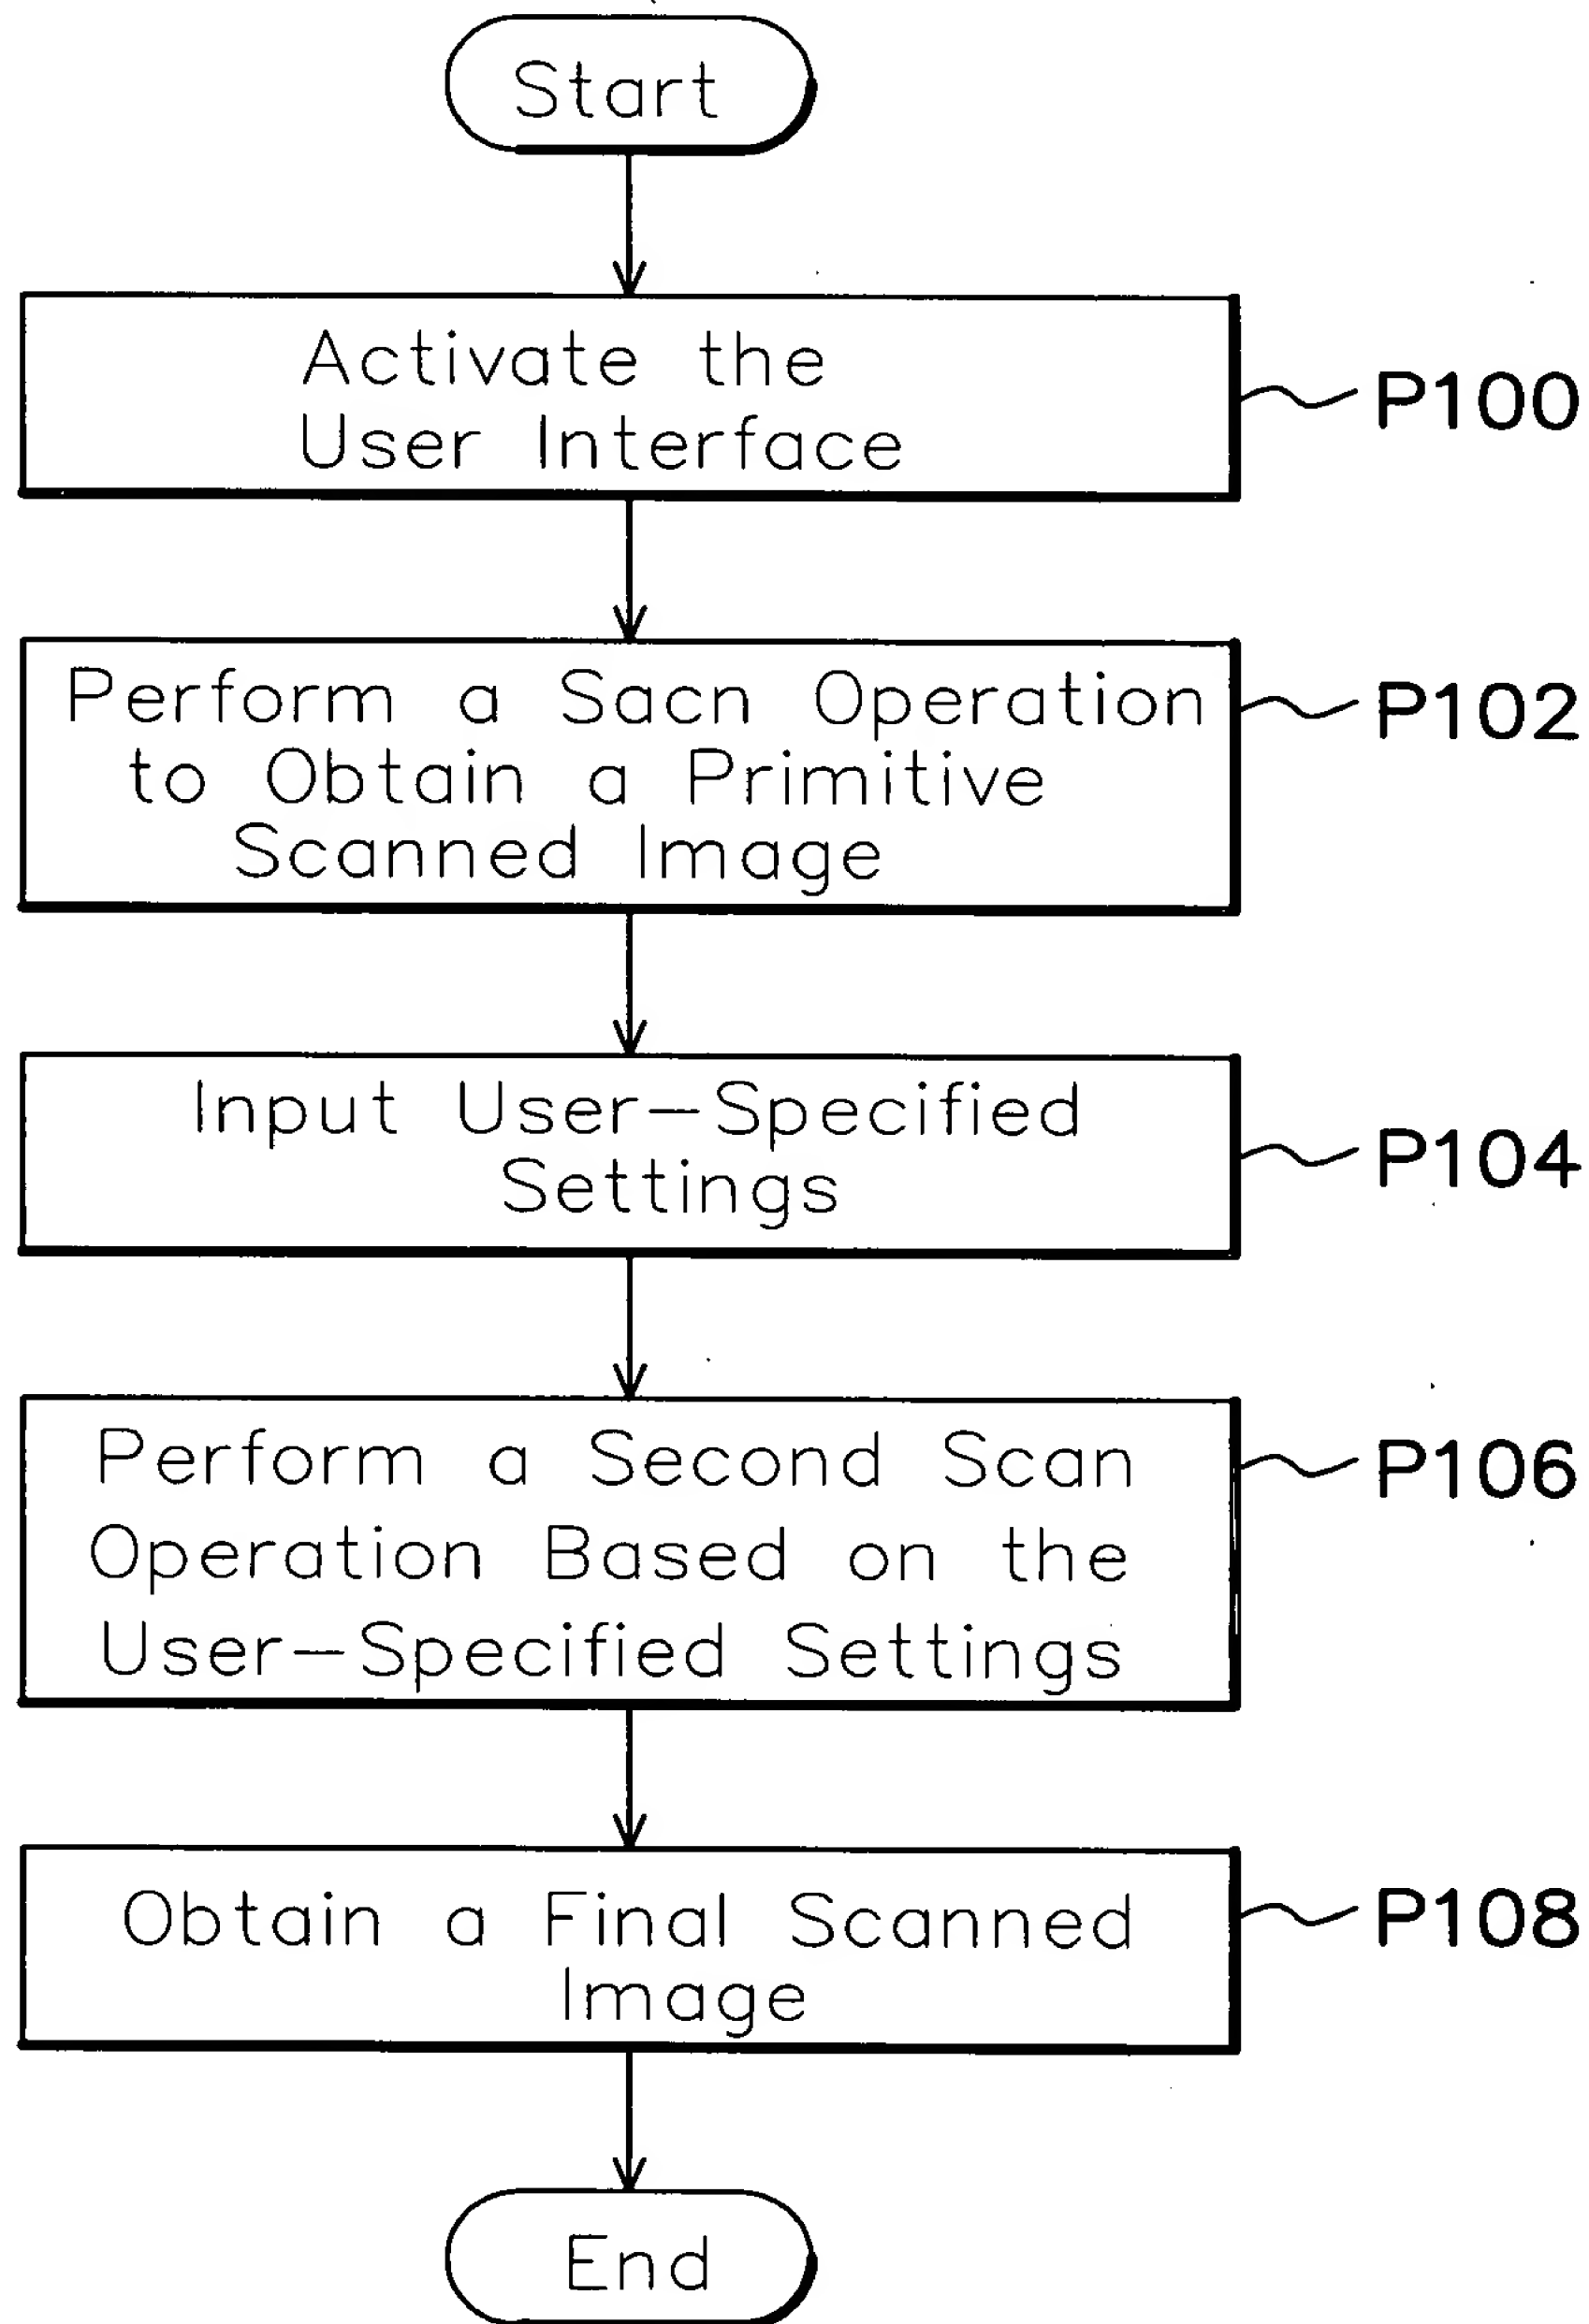 Start
Activate the
User Interface
P100
Perform a Sacn Operation
to Obtain a Primitive
Scanned Image
P102
Input User-Specified
Settings
P104
Perform a Second Scan
Operation Based on the
User-Specified Settings
P106
Obtain a Final Scanned
Image
P108
End